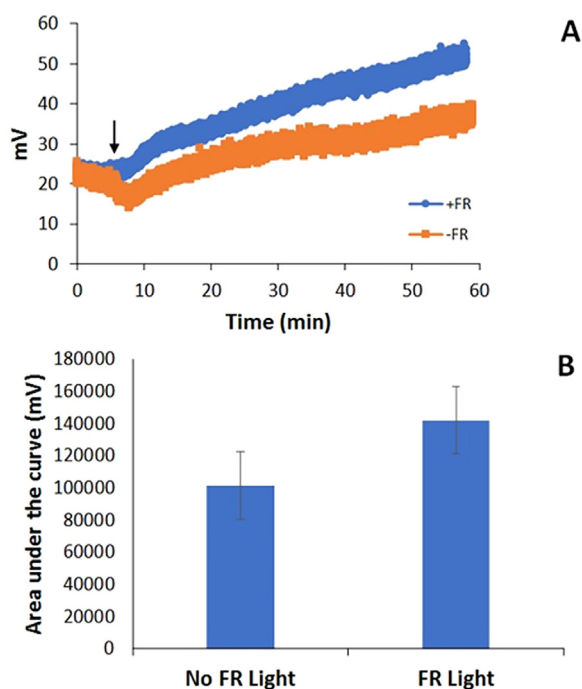 A
60
50
40
30
20
10
0
mV
+FR
-FR
0 10 20 30 40 50 60
Time (min)
B
180000
160000
140000
120000
100000
80000
60000
40000
20000
0
Area under the curve (mV)
No FR Light FR Light